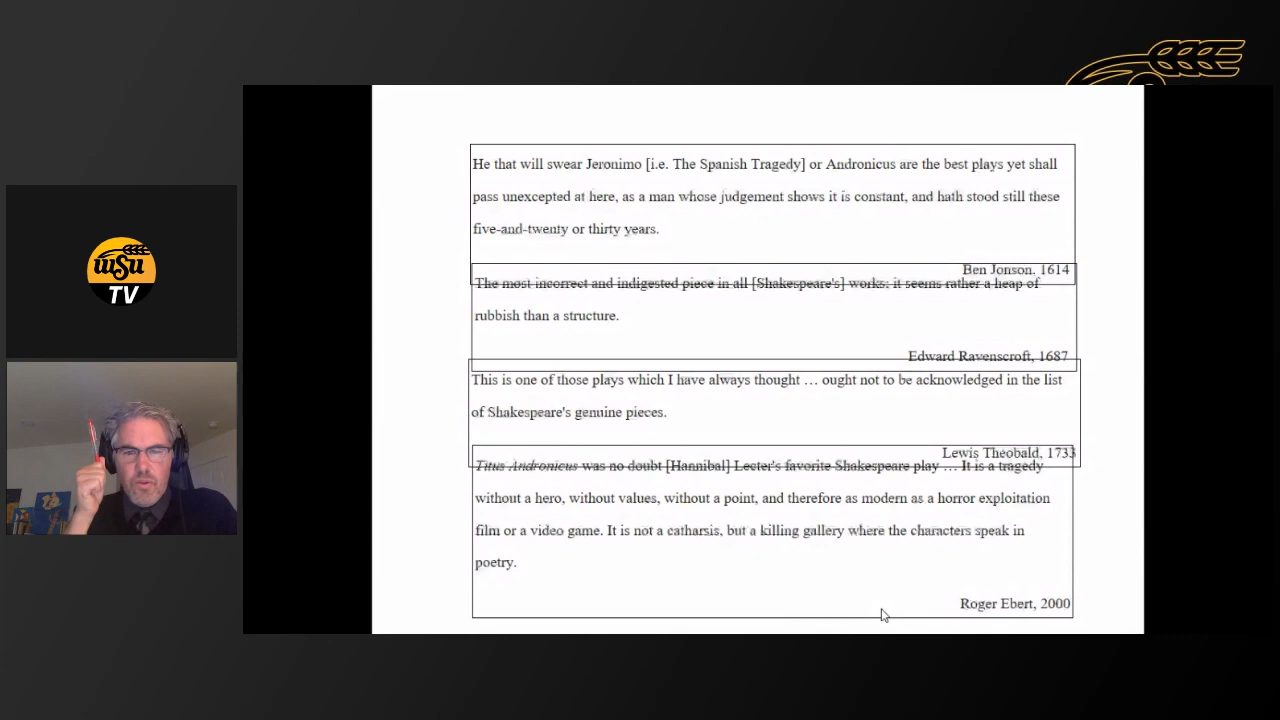 He that will swear Jeronimo [i.e. The Spanish Tragedy] or Andronicus are the best plays yet shall
pass unexcepted at here, as a man whose judgement shows it is constant, and hath stood still these
five-and-twenty or thirty years.
Ben Jonson. 1614
The most incorrect and indigested piece in all [Shakespeare's] works; it seems rather a heap of
rubbish than a structure.
Edward Ravenscroft, 1687
This is one of those plays which I have always thought … ought not to be acknowledged in the list
of Shakespeare's genuine pieces.
Lewis Theobald, 1733
Titus Andronicus was no doubt [Hannibal] Lecter's favorite Shakespeare play … It is a tragedy
without a hero, without values, without a point, and therefore as modern as a horror exploitation
film or a video game. It is not a catharsis, but a killing gallery where the characters speak in
poetry.
Roger Ebert, 2000
wsu
TV